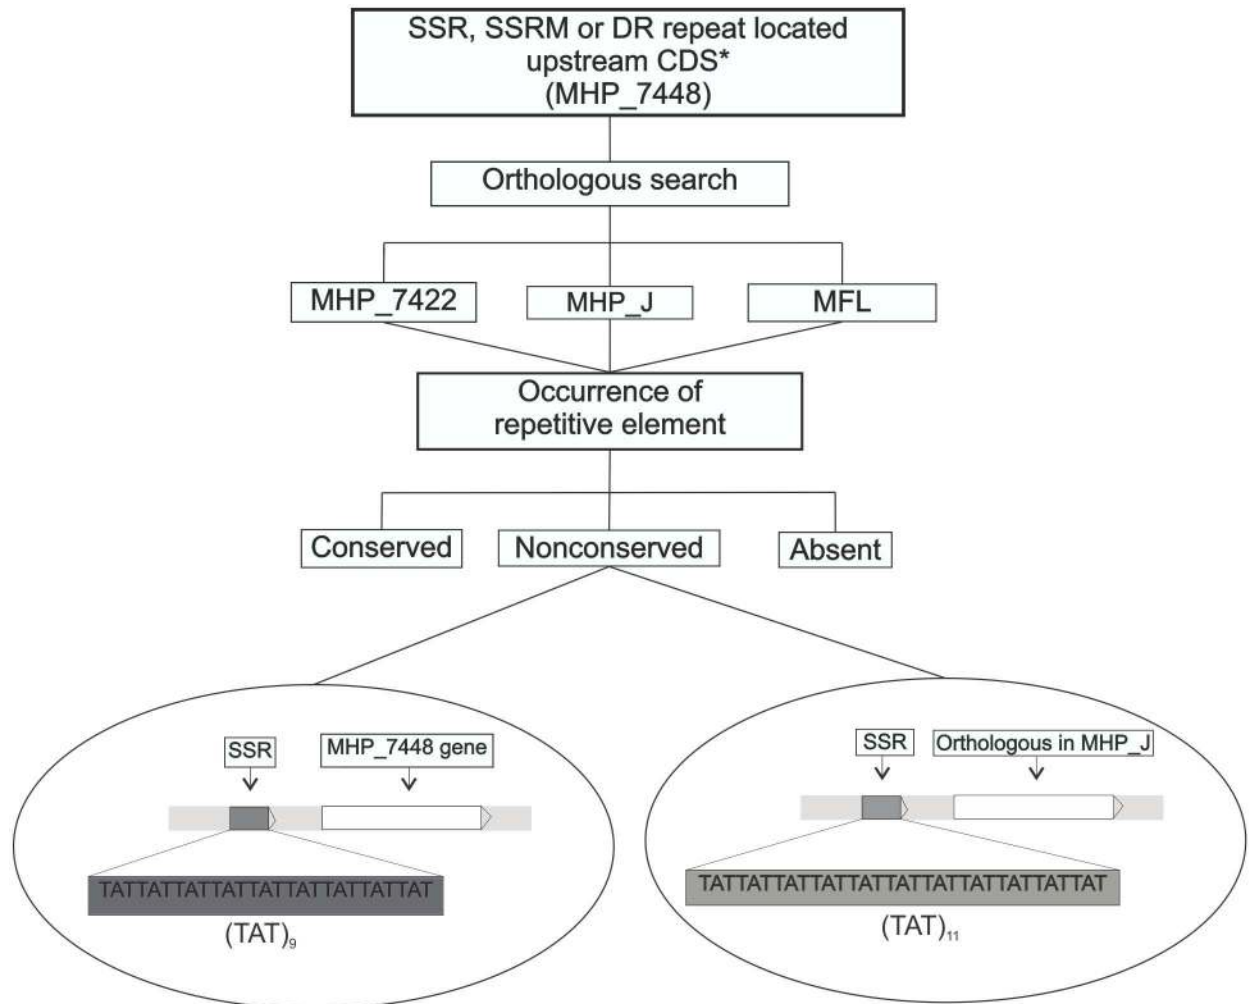 SSR, SSRM or DR repeat located
upstream CDS*
(MHP_7448)
Orthologous search
MHP_7422
MHP_J
MFL
Occurrence of
repetitive element
Conserved
Nonconserved
Absent
SSR
MHP_7448 gene
TATTATTATTATTATTATTATTATTAT
(TAT)₉
SSR
Orthologous in MHP_J
TATTATTATTATTATTATTATTATTATTATTAT
(TAT)₁₁